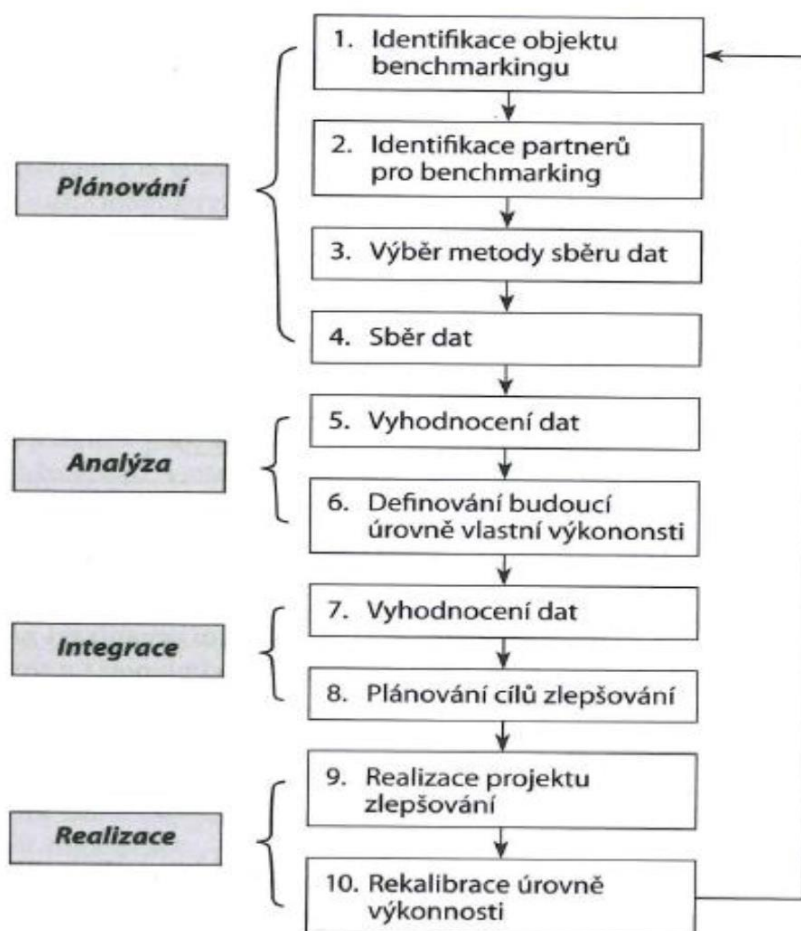 1. Identifikace objektu
benchmarkingu
2. Identifikace partnerů
pro benchmarking
Plánování
3. Výběr metody sběru dat
4. Sběr dat
5. Vyhodnocení dat
Analýza
6. Definování budoucí
úrovně vlastní výkononsti
7. Vyhodnocení dat
Integrace
8. Plánování cílů zlepšování
9. Realizace projektu
zlepšování
Realizace
10. Rekalibrace úrovně
výkonnosti